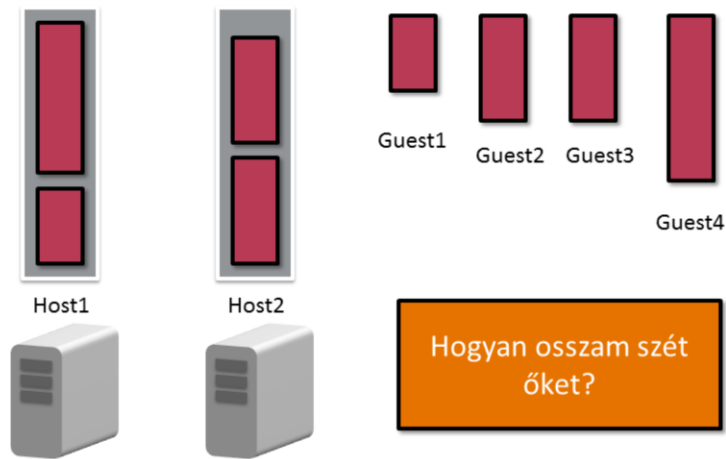 Guest1
Guest2
Guest3
Guest4
Host1
Host2
Hogyan osszam szét
őket?